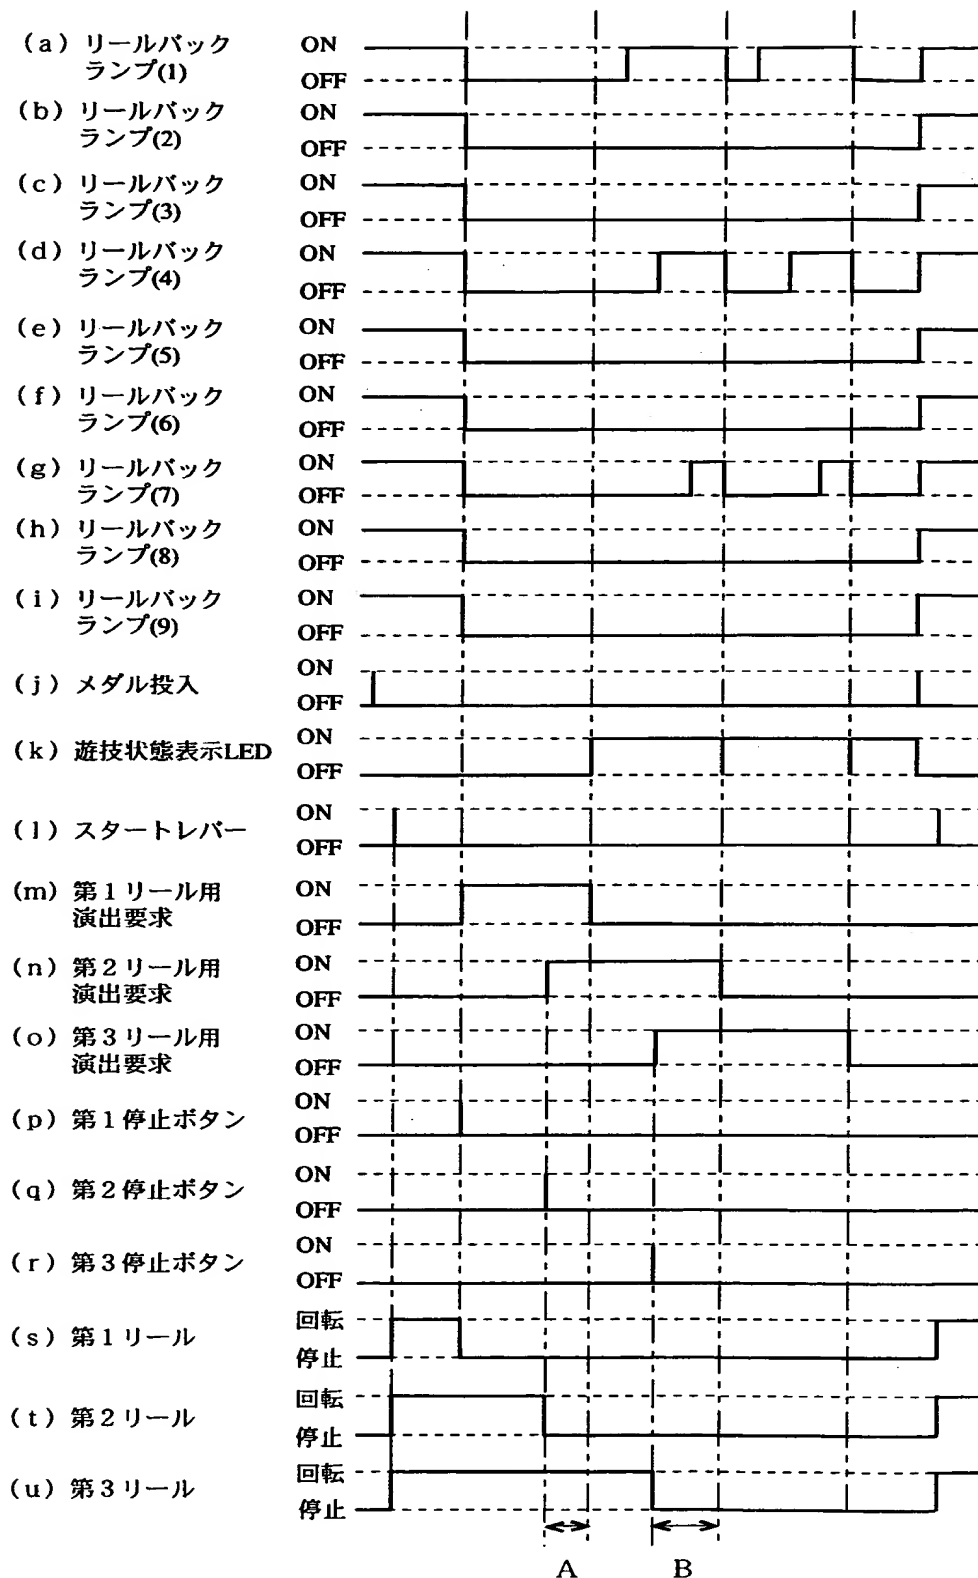 (a) リールバック ON
ランプ(1) OFF
(b) リールバック ON
ランプ(2) OFF
(c) リールバック ON
ランプ(3) OFF
(d) リールバック ON
ランプ(4) OFF
(e) リールバック ON
ランプ(5) OFF
(f) リールバック ON
ランプ(6) OFF
(g) リールバック ON
ランプ(7) OFF
(h) リールバック ON
ランプ(8) OFF
(i) リールバック ON
ランプ(9) OFF
ON
(j) メダル投入
OFF
ON
(k) 遊技状態表示LED
OFF
ON
(l) スタートレバー
OFF
(m) 第1リール用 ON
演出要求 OFF
(n) 第2リール用 ON
演出要求 OFF
(o) 第3リール用 ON
演出要求 OFF
ON
(p) 第1停止ボタン
OFF
ON
(q) 第2停止ボタン
OFF
ON
(r) 第3停止ボタン
OFF
回転
(s) 第1リール
停止
回転
(t) 第2リール
停止
回転
(u) 第3リール
停止
A B